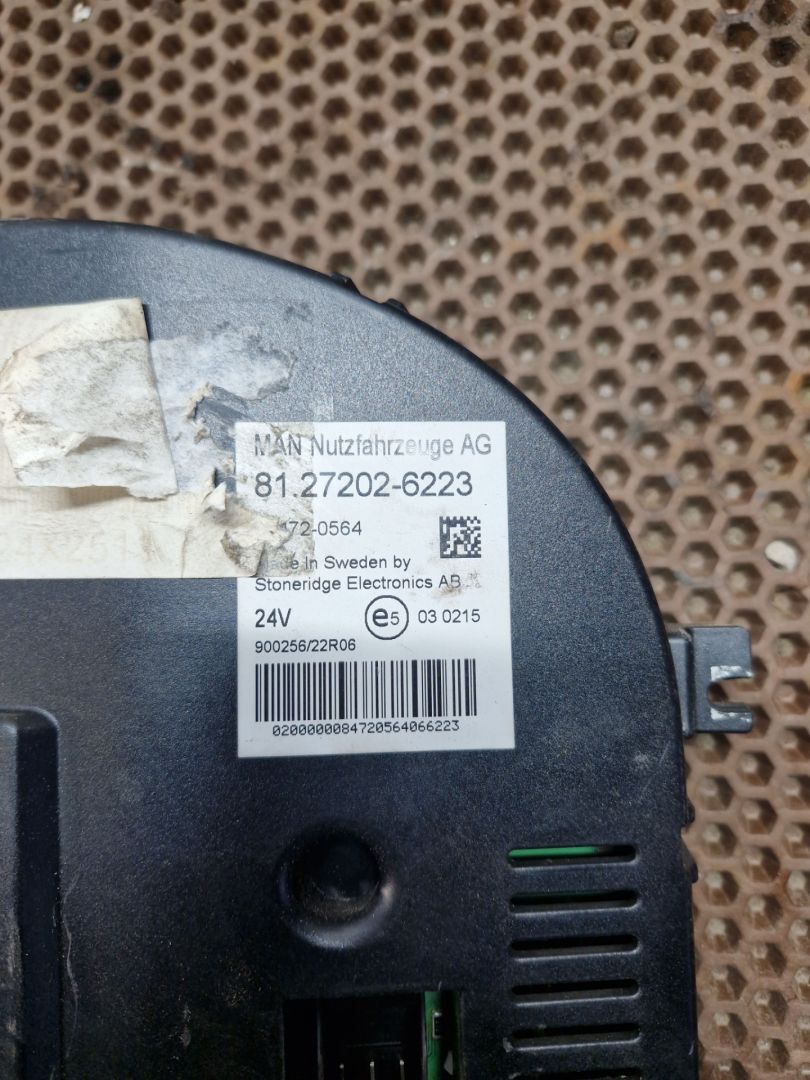 MAN Nutzfahrzeuge AG
81.27202-6223
72-0564
In Sweden by
Stoneridge Electronics AB
24V
e5
03 0215
900256/22R06
0200000084720564066223